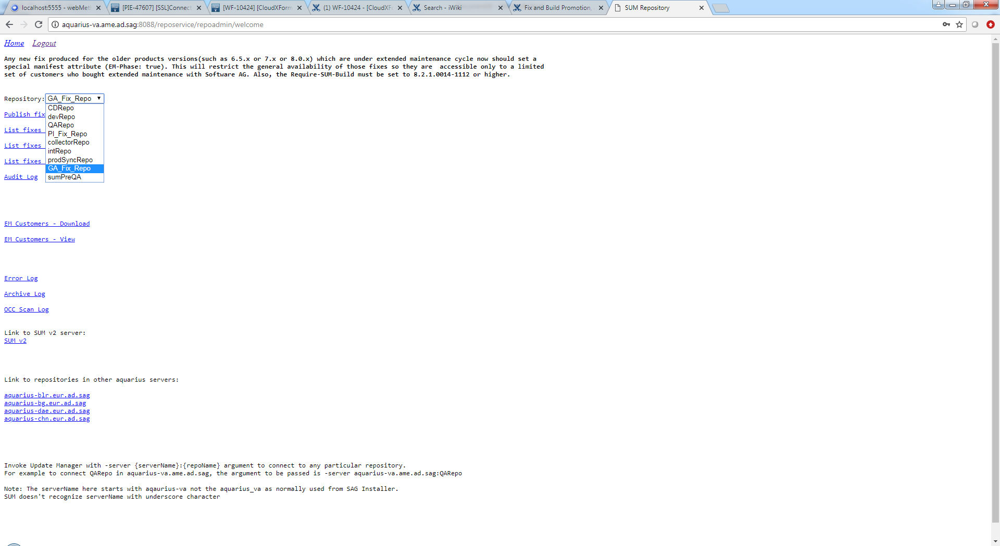 localhost:5555 - webMet
[PIE-47607] [SSL]Connect
[WF-10424] [CloudXForm
(1) WF-10424 - [CloudXFo
Search - iWiki
Fix and Build Promotion,
SUM Repository
aquarius-va.ame.ad.sag:8088/reposervice/repoadmin/welcome
Home Logout
Any new fix produced for the older products versions(such as 6.5.x or 7.x or 8.0.x) which are under extended maintenance cycle now should set a
special manifest attribute (EM-Phase: true). This will restrict the general availability of those fixes so they are accessible only to a limited
set of customers who bought extended maintenance with Software AG. Also, the Require-SUM-Build must be set to 8.2.1.0014-1112 or higher.
Repository: GA_Fix_Repo
CDRepo
Publish fix
devRepo
QARepo
List fixes
PI_Fix_Repo
collectorRepo
List fixes
intRepo
prodSyncRepo
List fixes
GA_Fix_Repo
Audit Log
sumPreQA
EM Customers - Download
EM Customers - View
Error Log
Archive Log
OCC Scan Log
Link to SUM v2 server:
SUM v2
Link to repositories in other aquarius servers:
aquarius-blr.eur.ad.sag
aquarius-bg.eur.ad.sag
aquarius-dae.eur.ad.sag
aquarius-chn.eur.ad.sag
Invoke Update Manager with -server {serverName}:{repoName} argument to connect to any particular repository.
For example to connect QARepo in aquarius-va.ame.ad.sag, the argument to be passed is -server aquarius-va.ame.ad.sag:QARepo
Note: The serverName here starts with aqaurius-va not the aquarius_va as normally used from SAG Installer.
SUM doesn't recognize serverName with underscore character